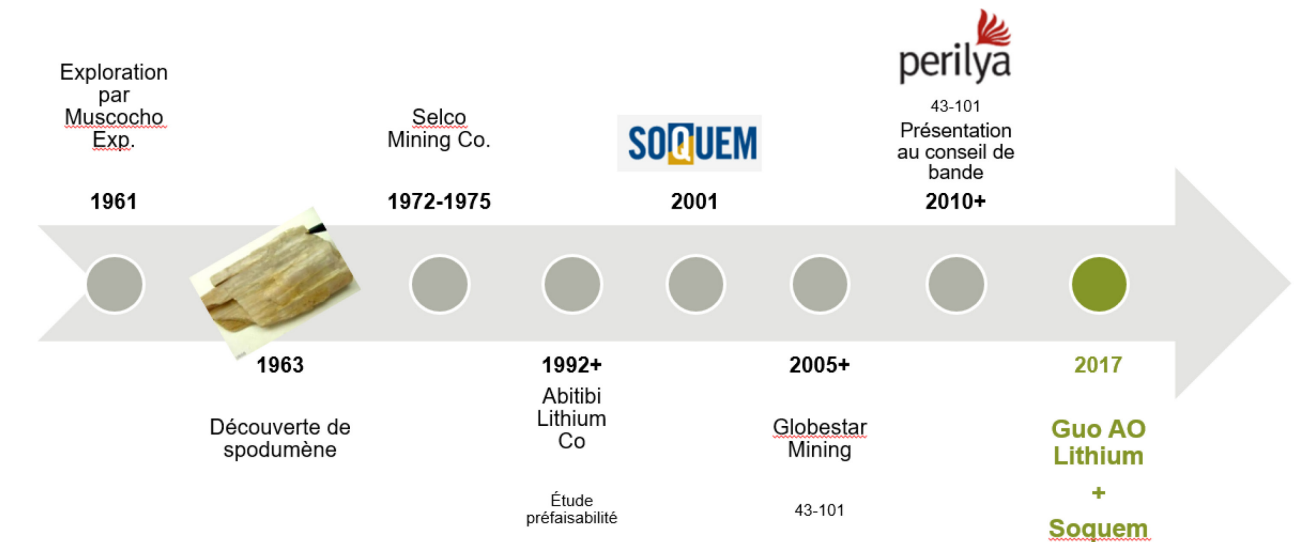 Exploration
par
Muscocho
Exp.
1961
1963
Découverte de
spodumène
Selco
Mining Co.
1972-1975
1992+
Abitibi
Lithium
Co
Étude
préfaisabilité
SOQUEM
2001
2005+
Globestar
Mining
43-101
perilya
43-101
Présentation
au conseil de
bande
2010+
2017
Guo AO
Lithium
+
Soquem